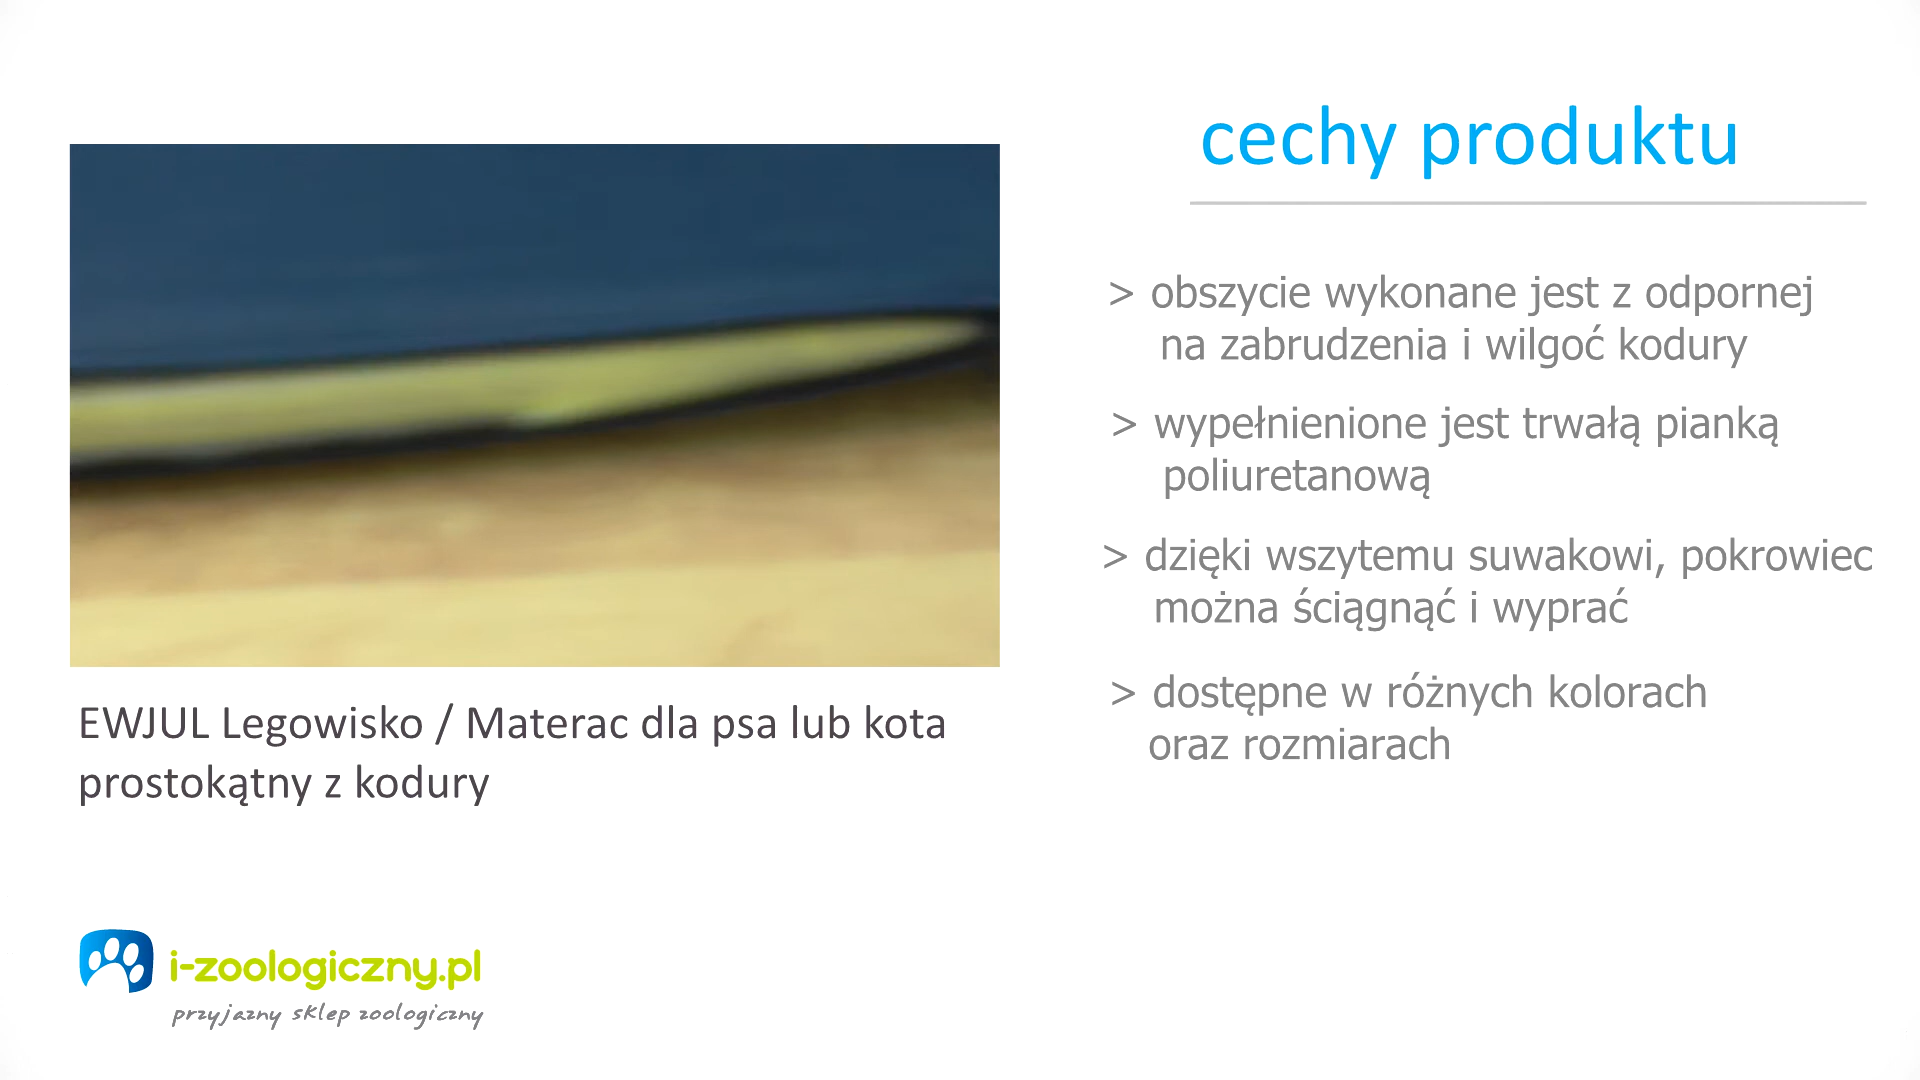 cechy produktu
> obszycie wykonane jest z odpornej
na zabrudzenia i wilgoć kodury
> wypełnienione jest trwałą pianką
poliuretanową
> dzięki wszytemu suwakowi, pokrowiec
można ściągnąć i wyprać
> dostępne w różnych kolorach
oraz rozmiarach
EWJUL Legowisko / Materac dla psa lub kota
prostokątny z kodury
i-zoologiczny.pl
przyjazny sklep zoologiczny